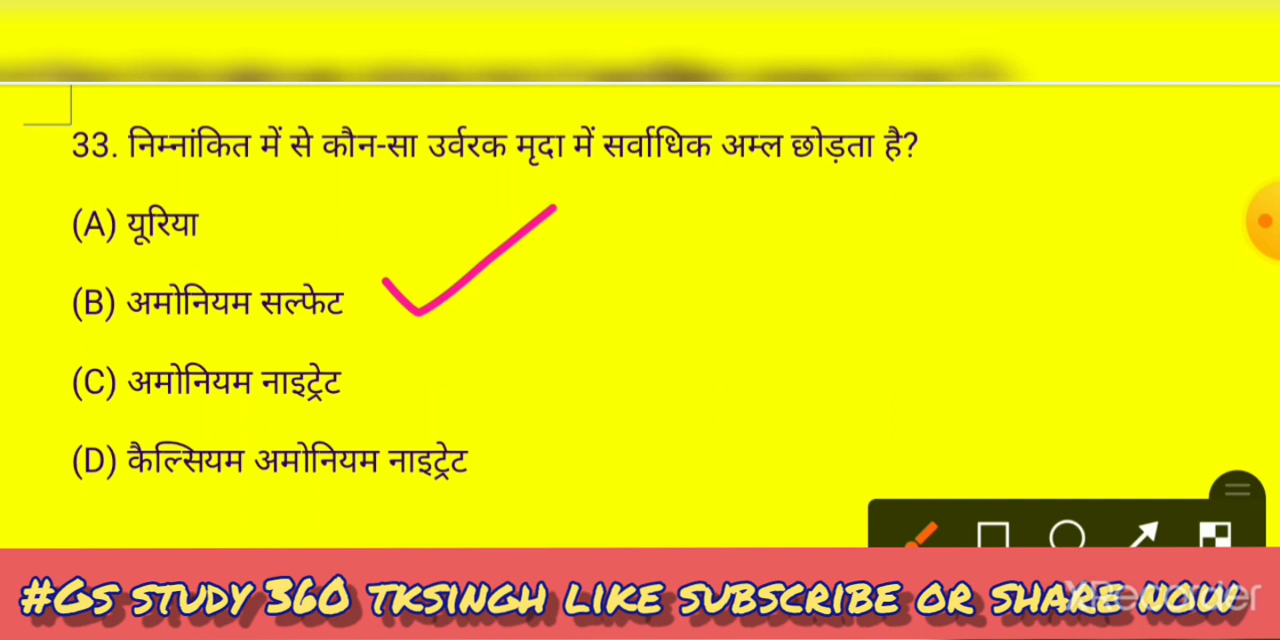 33. निम्नांकित में से कौन-सा उर्वरक मृदा में सर्वाधिक अम्ल छोड़ता है?
(A) यूरिया
(B) अमोनियम सल्फेट
(C) अमोनियम नाइट्रेट
(D) कैल्सियम अमोनियम नाइट्रेट
#Gs study 360 tksingh like subscribe or share now